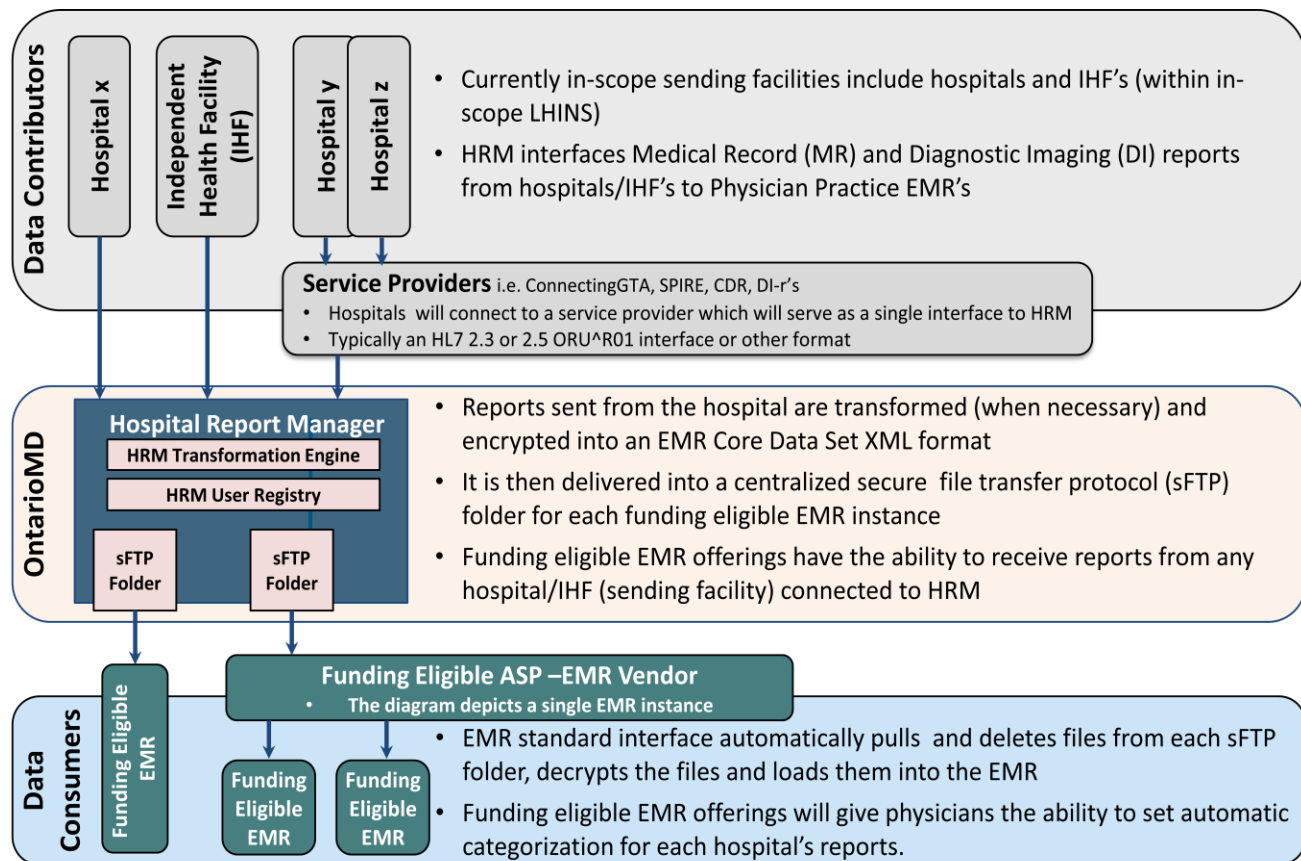 Data Contributors
Hospital x
Independent
Health Facility
(IHF)
Hospital y
Hospital z
• Currently in-scope sending facilities include hospitals and IHF's (within in-
scope LHINS)
• HRM interfaces Medical Record (MR) and Diagnostic Imaging (DI) reports
from hospitals/IHF's to Physician Practice EMR's
Service Providers i.e. ConnectingGTA, SPIRE, CDR, DI-r's
• Hospitals will connect to a service provider which will serve as a single interface to HRM
• Typically an HL7 2.3 or 2.5 ORU^R01 interface or other format
OntarioMD
Hospital Report Manager
HRM Transformation Engine
HRM User Registry
sFTP
Folder
sFTP
Folder
• Reports sent from the hospital are transformed (when necessary) and
encrypted into an EMR Core Data Set XML format
• It is then delivered into a centralized secure file transfer protocol (sFTP)
folder for each funding eligible EMR instance
• Funding eligible EMR offerings have the ability to receive reports from any
hospital/IHF (sending facility) connected to HRM
Data
Consumers
Funding Eligible
EMR
Funding Eligible ASP –EMR Vendor
• The diagram depicts a single EMR instance
Funding
Eligible
EMR
Funding
Eligible
EMR
• EMR standard interface automatically pulls and deletes files from each sFTP
folder, decrypts the files and loads them into the EMR
• Funding eligible EMR offerings will give physicians the ability to set automatic
categorization for each hospital's reports.